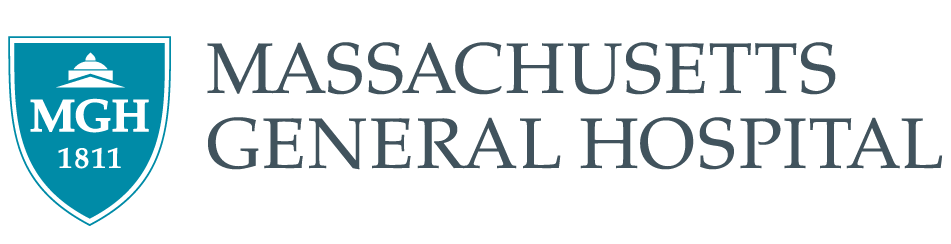 MGH
1811
MASSACHUSETTS
GENERAL HOSPITAL